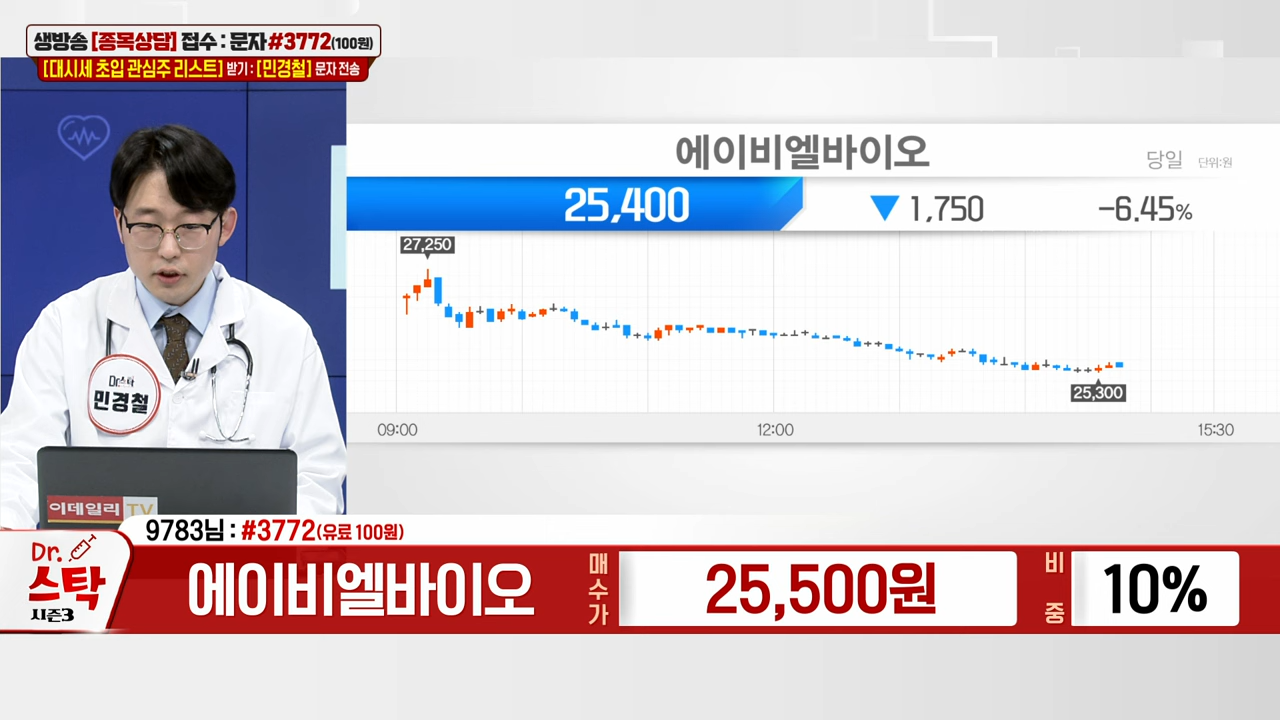 생방송 [종목상담] 접수 : 문자#3772(100원)
[대시세 초입 관심주 리스트] 받기 : [민경철] 문자 전송
에이비엘바이오
당일 단위:원
25,400 ▼ 1,750 -6.45%
27,250
25,300
09:00 12:00 15:30
Dr.스탁
민경철
이데일리 TV
9783님 : #3772(유료 100원)
Dr.
스탁
시즌3
에이비엘바이오 매수가 25,500원 비중 10%